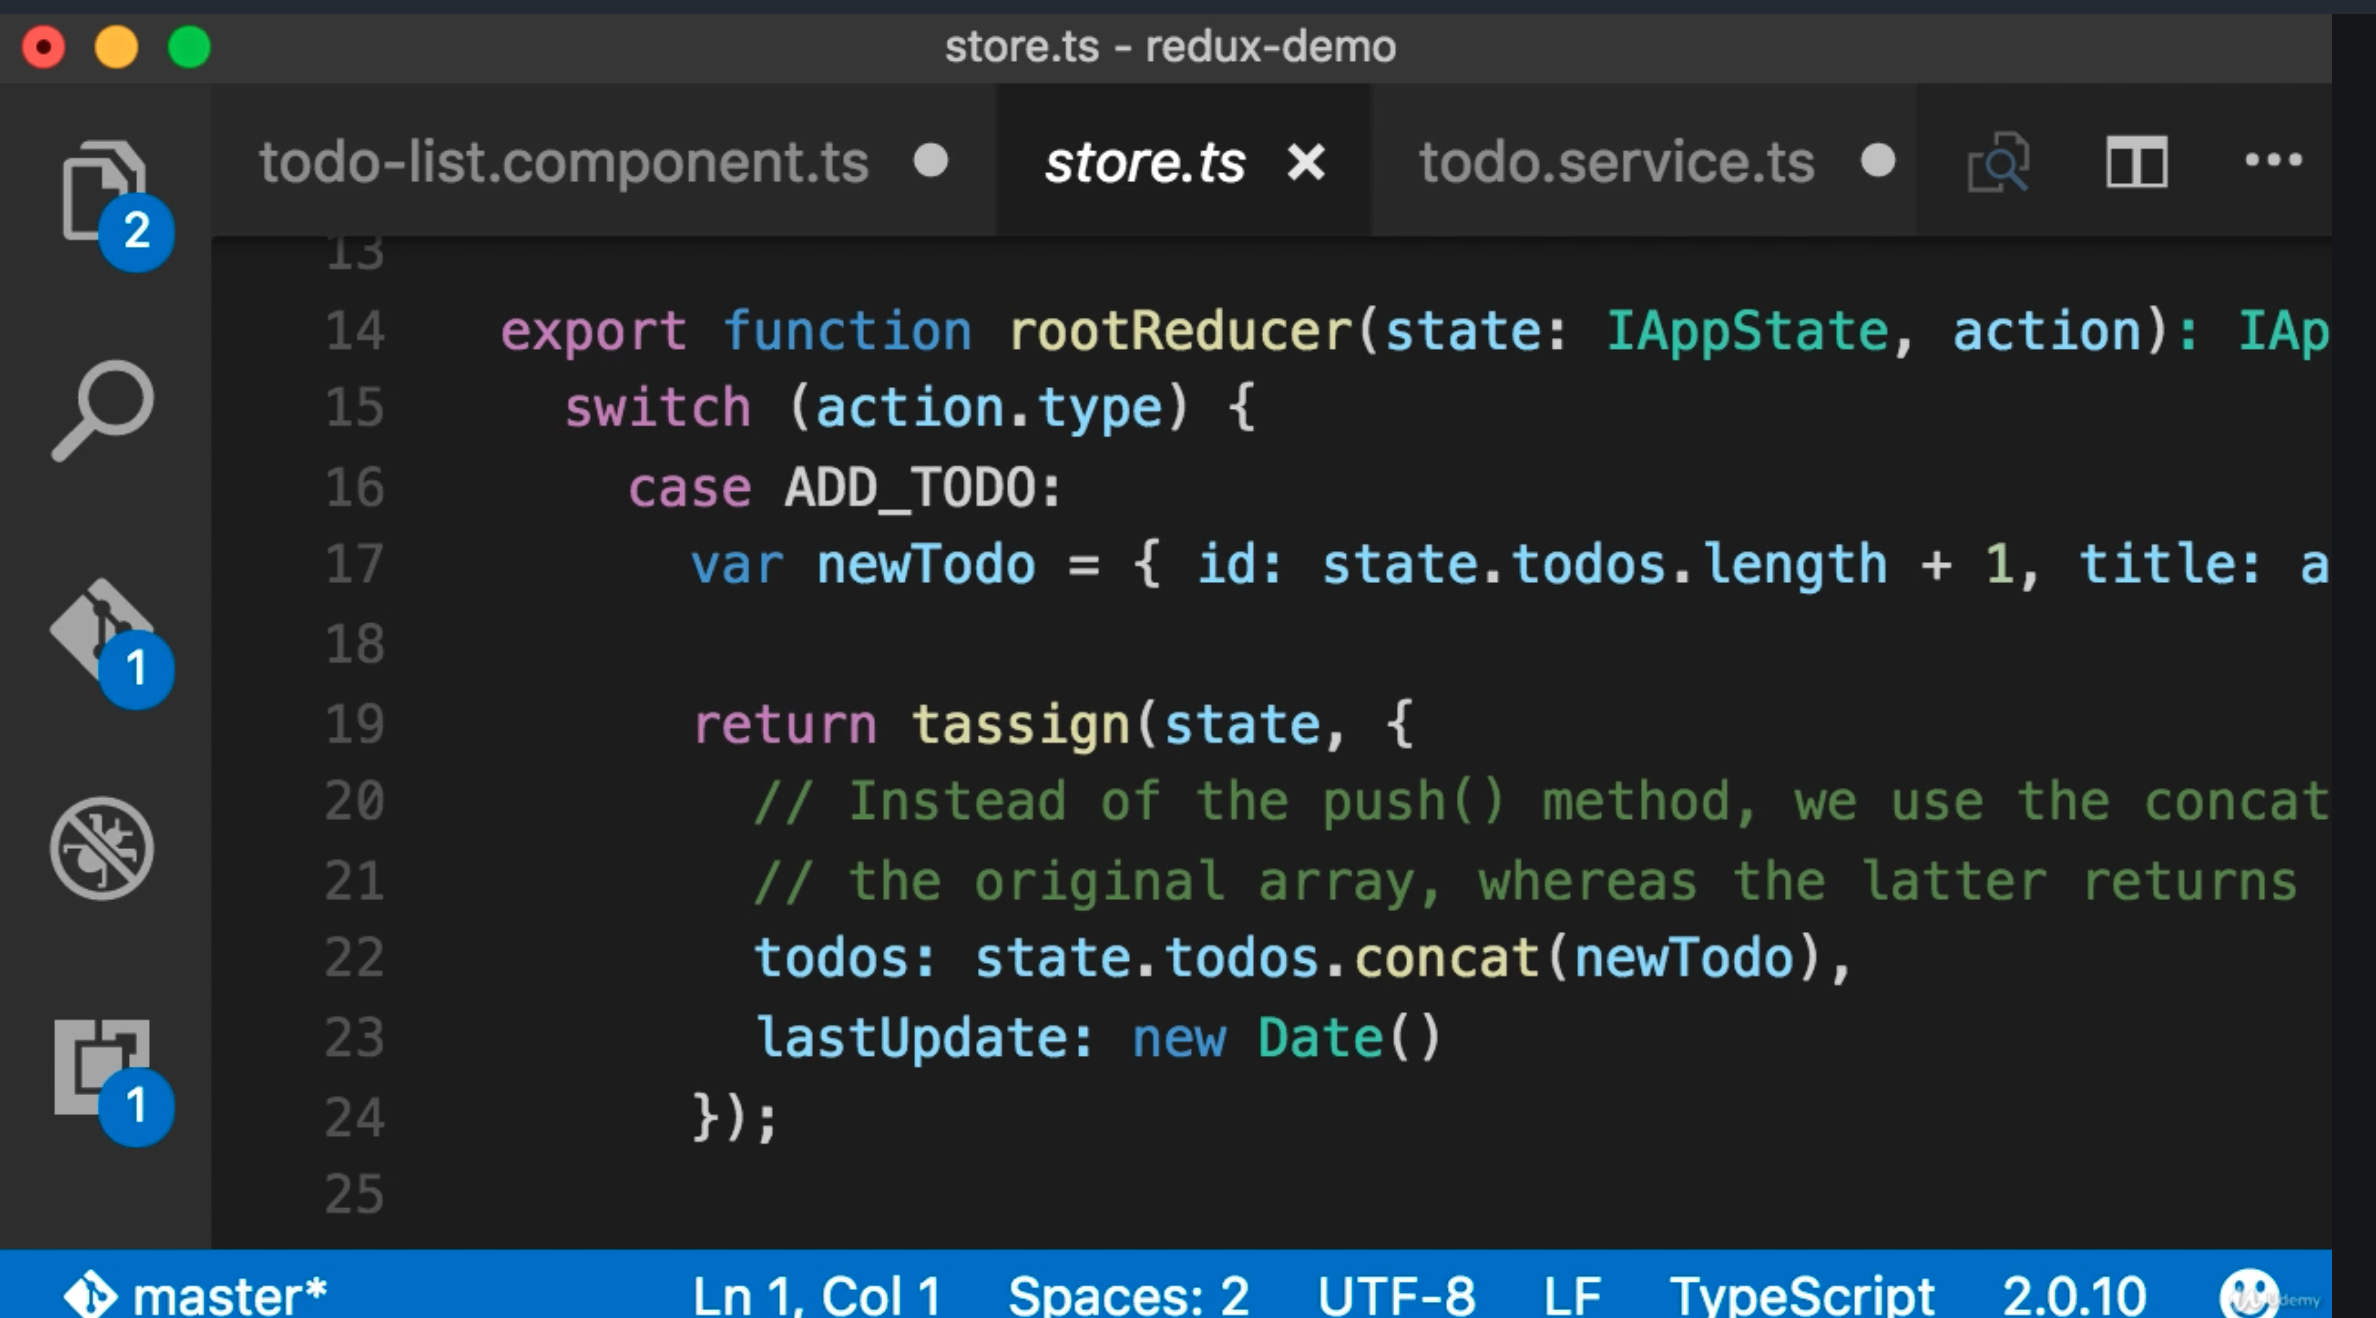 store.ts - redux-demo
todo-list.component.ts store.ts todo.service.ts
2
1
1
13
14 export function rootReducer(state: IAppState, action): IAp
15 switch (action.type) {
16 case ADD_TODO:
17 var newTodo = { id: state.todos.length + 1, title: a
18
19 return tassign(state, {
20 // Instead of the push() method, we use the concat
21 // the original array, whereas the latter returns
22 todos: state.todos.concat(newTodo),
23 lastUpdate: new Date()
24 });
25
master* Ln 1, Col 1 Spaces: 2 UTF-8 LF TypeScript 2.0.10
Udemy